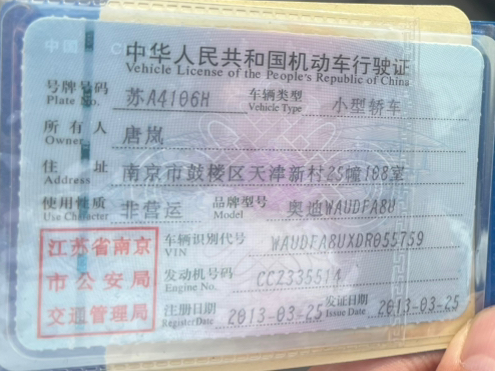 中华人民共和国机动车行驶证
Vehicle License of the People's Republic of China
号牌号码 苏A4106H 车辆类型 小型轿车
Plate No. Vehicle Type
所有人 唐岚
Owner
住址 南京市鼓楼区天津新村25幢188室
Address
使用性质 非营运 品牌型号 奥迪WAUDFA8U
Use Character Model
江苏省南京市公安局交通管理局
车辆识别代号 WAUDFA8UXDR055759
VIN
发动机号码 CC2335514
Engine No.
注册日期 2013-03-25 发证日期 2013-03-25
Register Date Issue Date